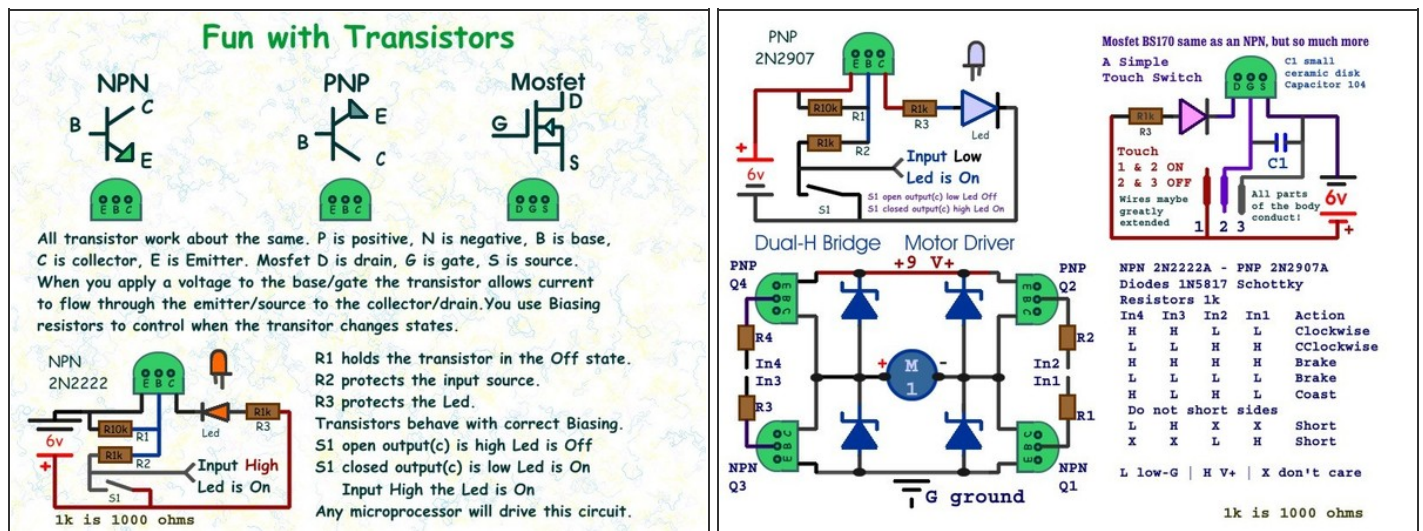 Fun with Transistors
NPN
PNP
Mosfet
B
C
E
B
E
C
G
D
S
E B C
E B C
D G S
All transistor work about the same. P is positive, N is negative, B is base,
C is collector, E is Emitter. Mosfet D is drain, G is gate, S is source.
When you apply a voltage to the base/gate the transistor allows current
to flow through the emitter/source to the collector/drain.You use Biasing
resistors to control when the transitor changes states.
NPN
2N2222
E B C
R10k
R1
R1k
R2
Led
R1k
R3
6v
+
S1
Input High
Led is On
1k is 1000 ohms
R1 holds the transistor in the Off state.
R2 protects the input source.
R3 protects the Led.
Transistors behave with correct Biasing.
S1 open output(c) is high Led is Off
S1 closed output(c) is low Led is On
Input High the Led is On
Any microprocessor will drive this circuit.
PNP
2N2907
E B C
R10k
R1
R1k
R2
R1k
R3
Led
+
6v
Input Low
Led is On
S1 open output(c) low Led Off
S1 closed output(c) high Led On
S1
Mosfet BS170 same as an NPN, but so much more
A Simple
Touch Switch
C1 small
ceramic disk
Capacitor 104
D G S
R1k
R3
C1
Touch
1 & 2 ON
2 & 3 OFF
Wires maybe
greatly
extended
1 2 3
All parts
of the body
conduct!
6v
+
Dual-H Bridge Motor Driver
+9 V+
PNP
Q4
E B C
PNP
Q2
E B C
R4
In4
In3
R3
R2
In2
In1
R1
+
M
1
-
NPN
Q3
E B C
NPN
Q1
E B C
G ground
NPN 2N2222A - PNP 2N2907A
Diodes 1N5817 Schottky
Resistors 1k
In4 In3 In2 In1 Action
H H L L Clockwise
L L H H CClockwise
H H H H Brake
L L L L Brake
H L H L Coast
Do not short sides
L H X X Short
X X L H Short
L low-G | H V+ | X don't care
1k is 1000 ohms